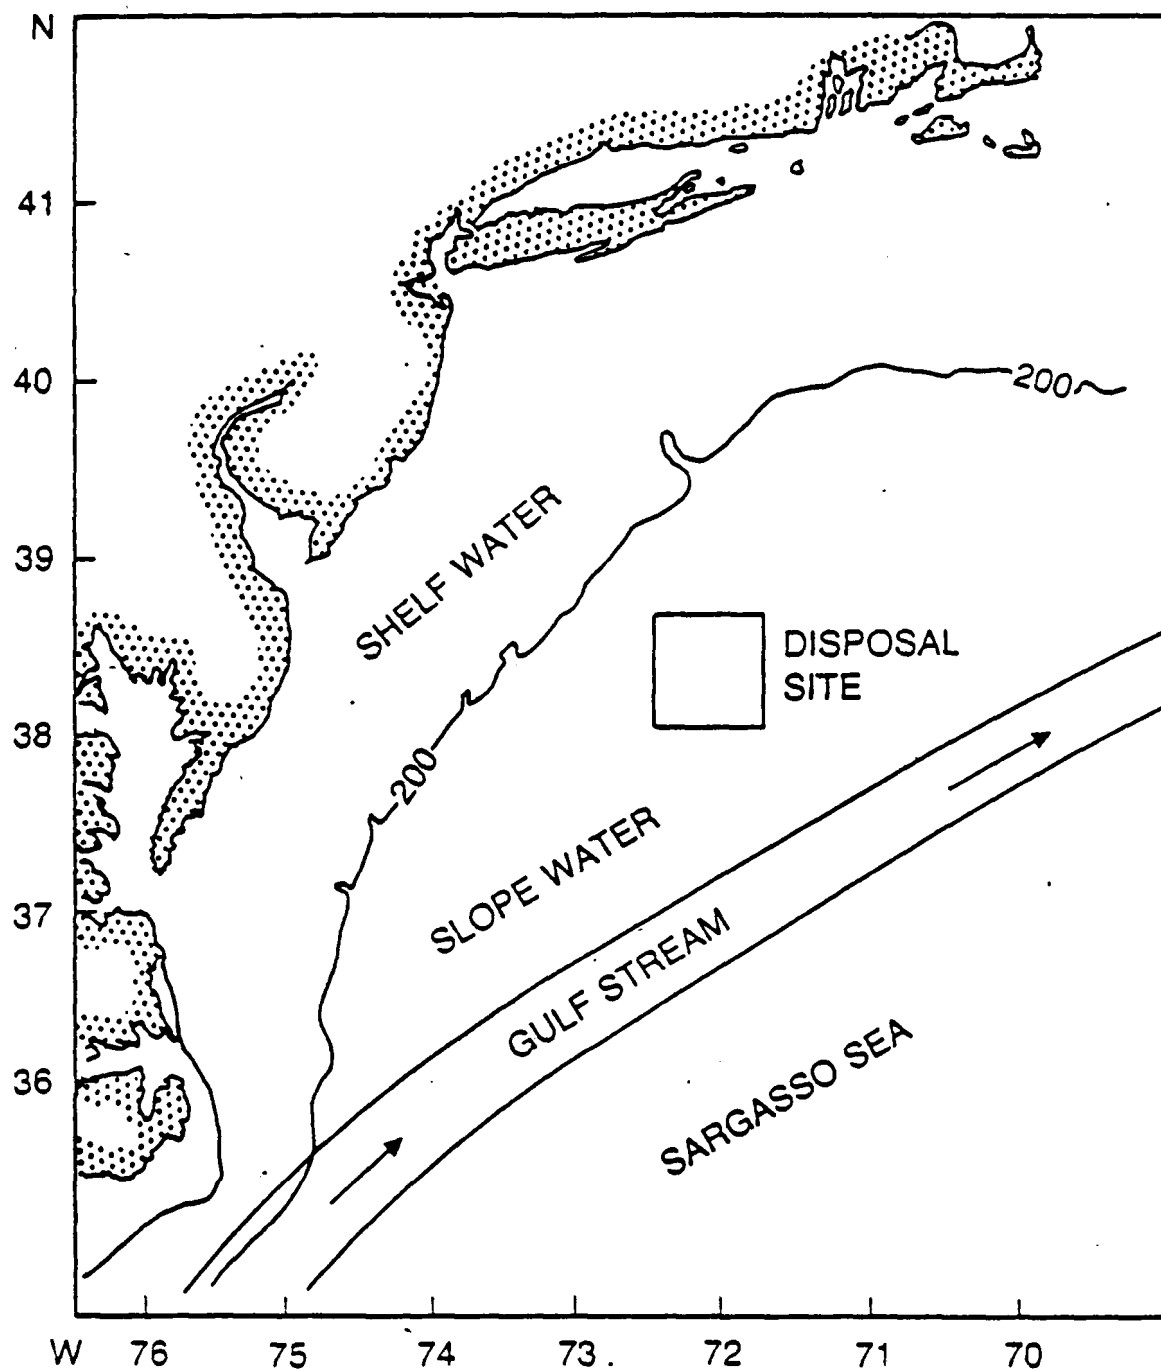 N
41
40
200
39
SHELF WATER
DISPOSAL
SITE
38
200
SLOPE WATER
37
GULF STREAM
36
SARGASSO SEA
W 76 75 74 73. 72 71 70